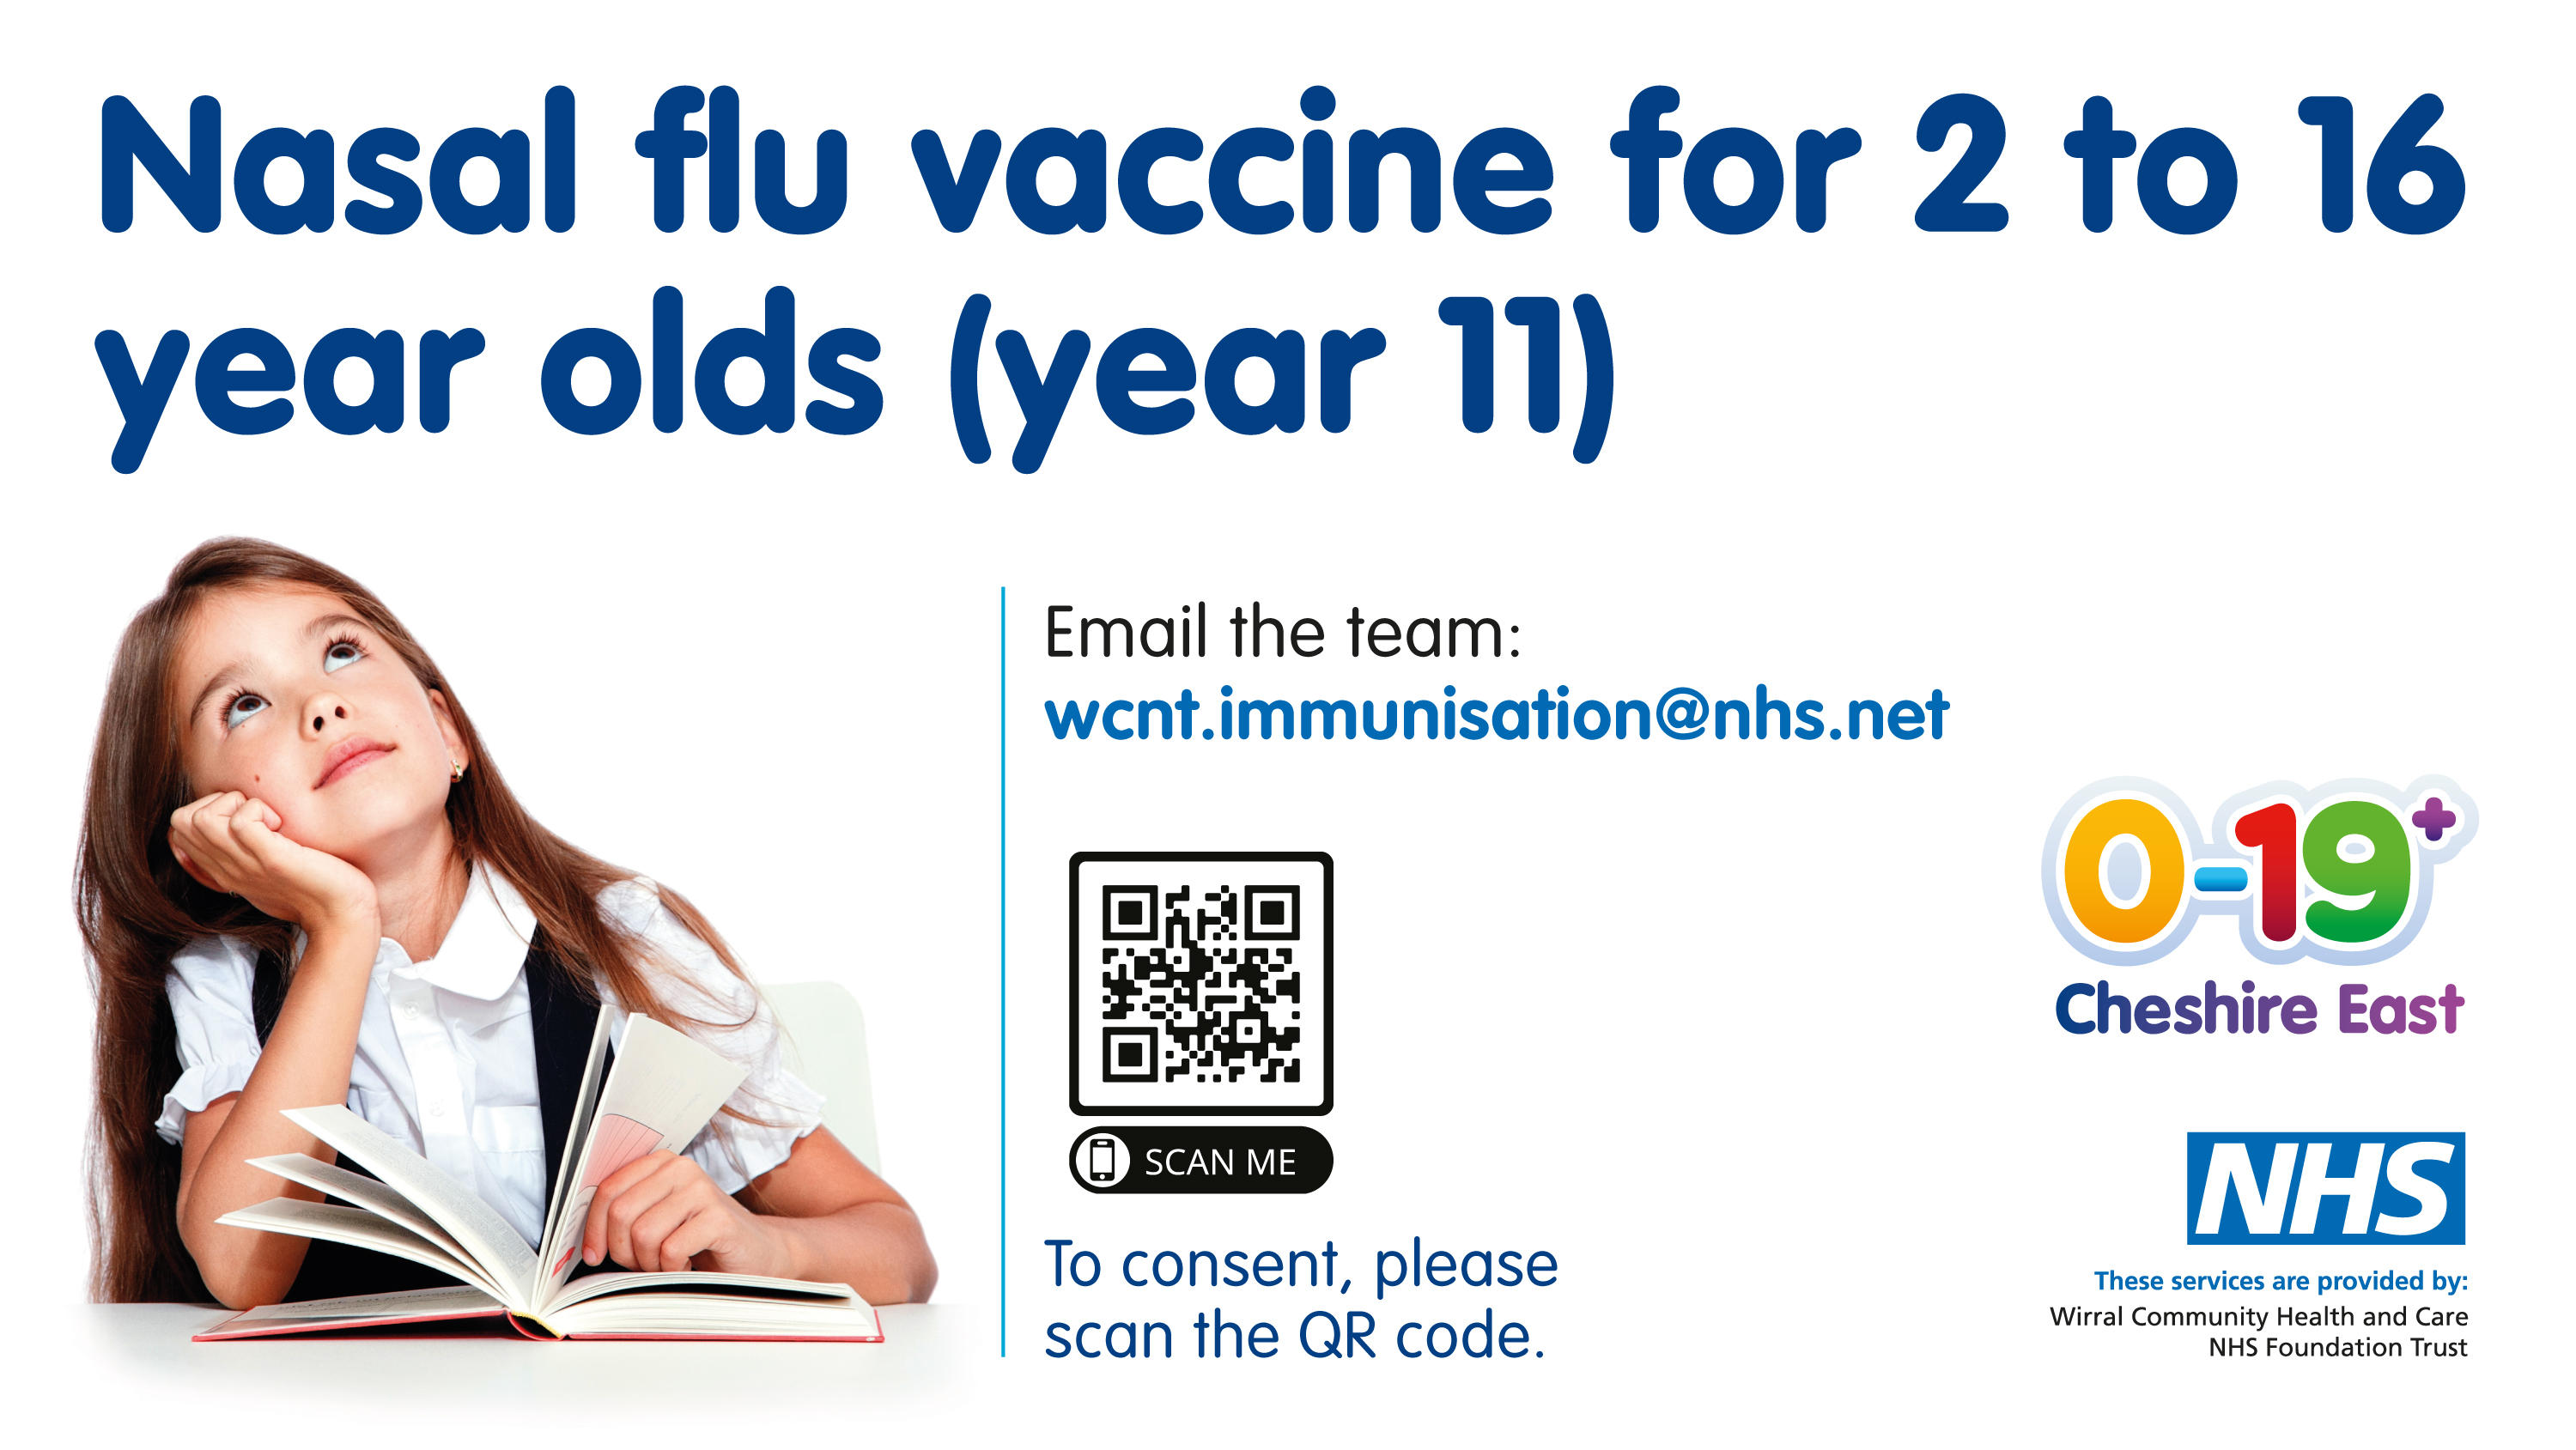 Nasal flu vaccine for 2 to 16
year olds (year 11)
Email the team:
wcnt.immunisation@nhs.net
SCAN ME
To consent, please
scan the QR code.
0-19+
Cheshire East
NHS
These services are provided by:
Wirral Community Health and Care
NHS Foundation Trust